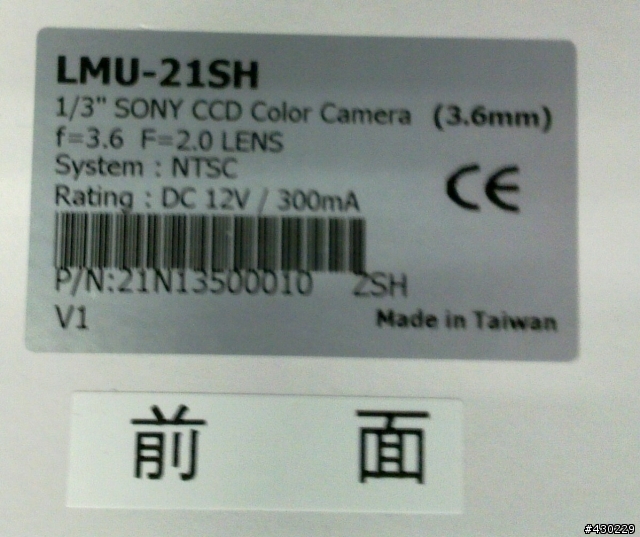 LMU-21SH
1/3" SONY CCD Color Camera (3.6mm)
f=3.6 F=2.0 LENS
System : NTSC
Rating : DC 12V / 300mA
CE
P/N:21N13500010 ZSH
V1 Made in Taiwan
前 面
#430229